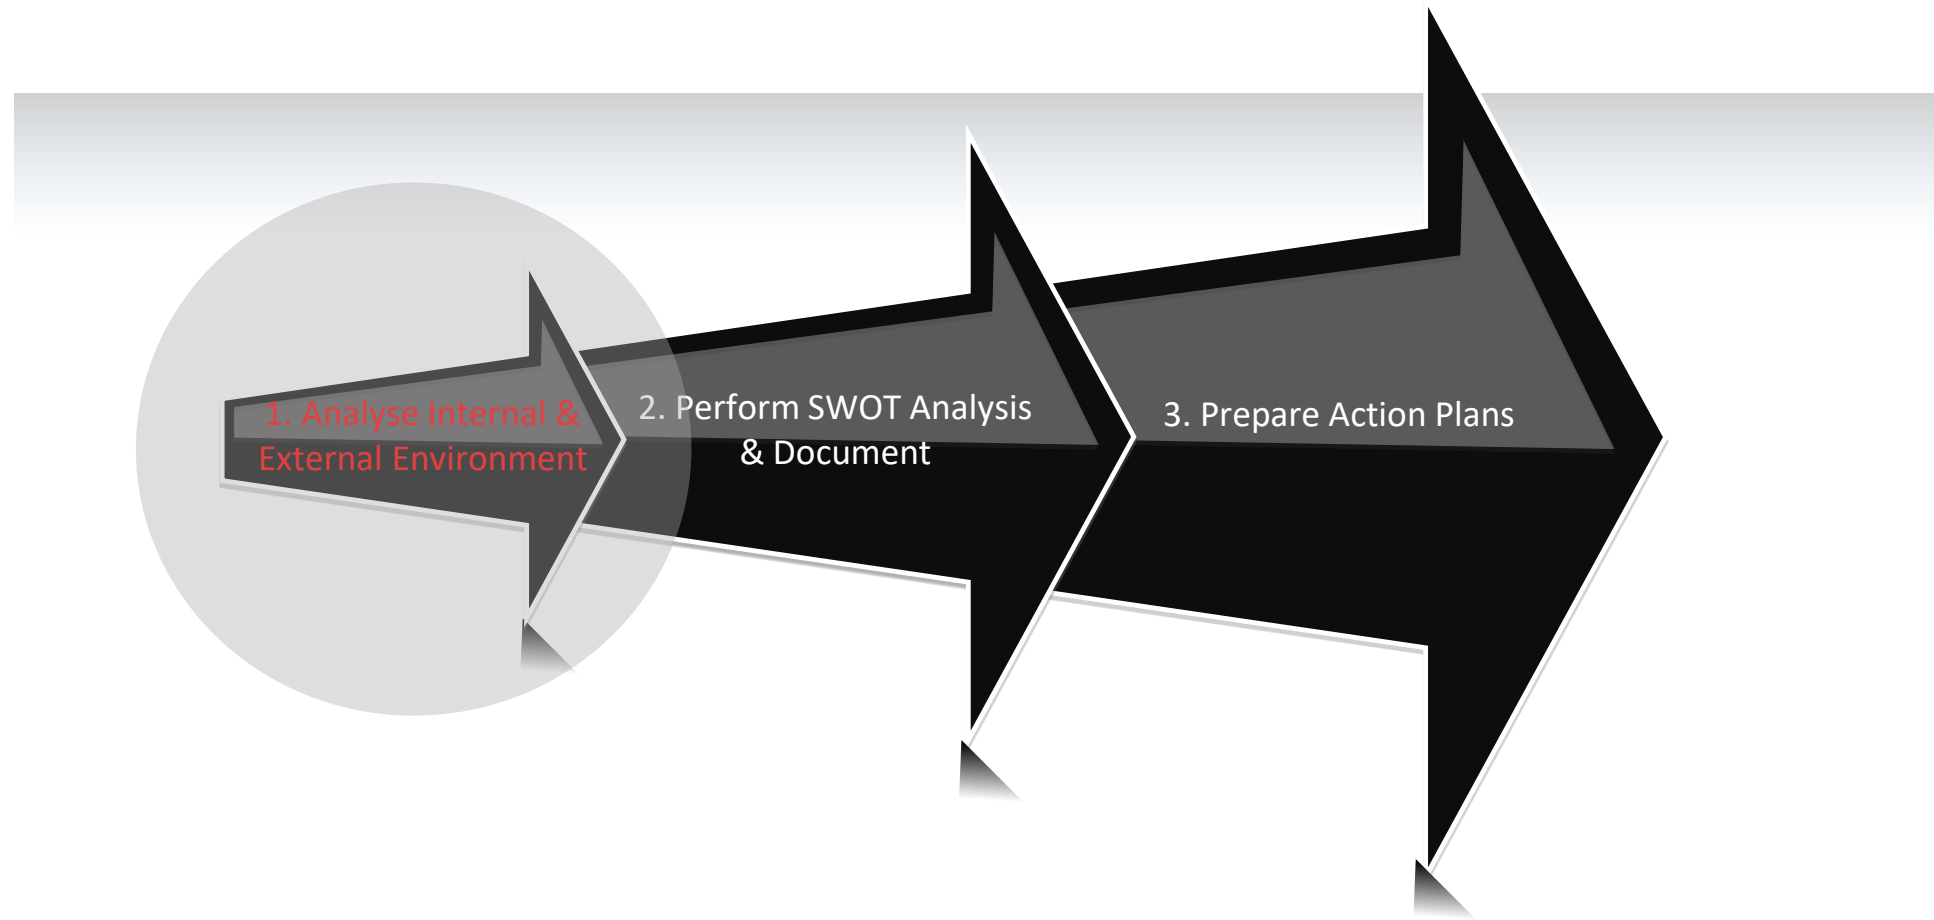 1. Analyse Internal &
External Environment
2. Perform SWOT Analysis
& Document
3. Prepare Action Plans